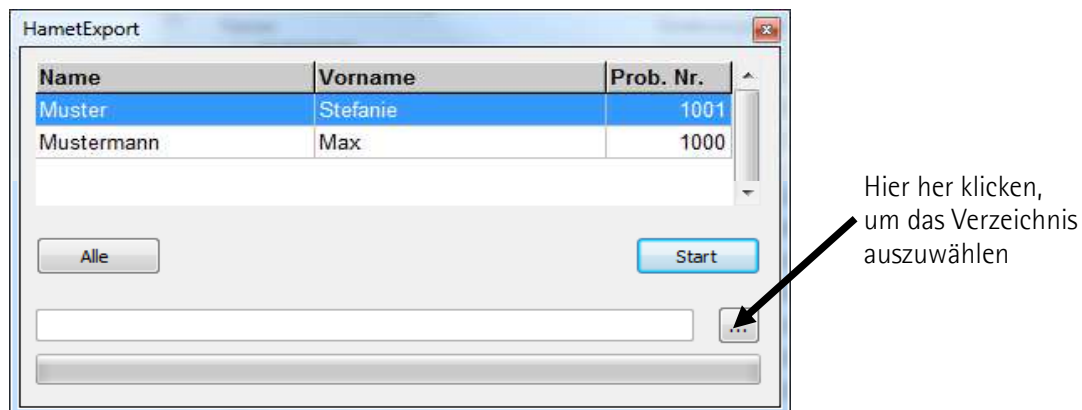 HametExport
Name Vorname Prob. Nr.
Muster Stefanie 1001
Mustermann Max 1000
Hier her klicken,
um das Verzeichnis
auszuwählen
Alle Start
...